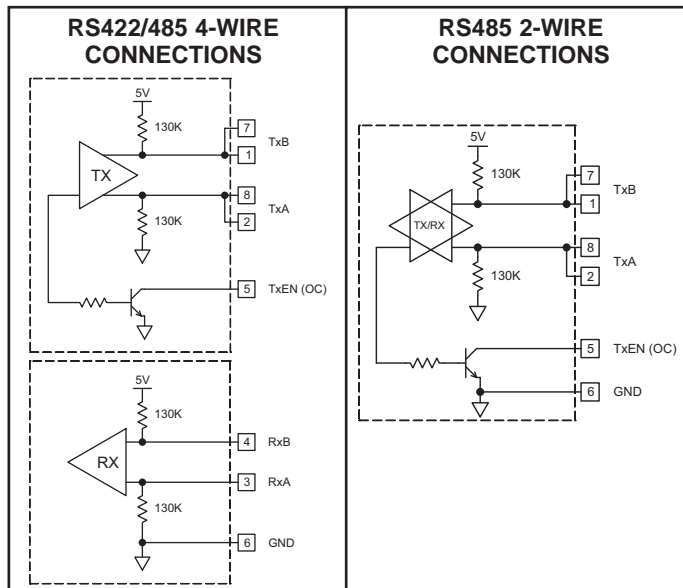 RS422/485 4-WIRE
CONNECTIONS
5V
130K
7
TxB
1
TX
8
TxA
130K
2
5
TxEN (OC)
5V
130K
4
RxB
RX
3
RxA
130K
6
GND
RS485 2-WIRE
CONNECTIONS
5V
130K
7
TxB
1
TX/RX
8
TxA
130K
2
5
TxEN (OC)
6
GND